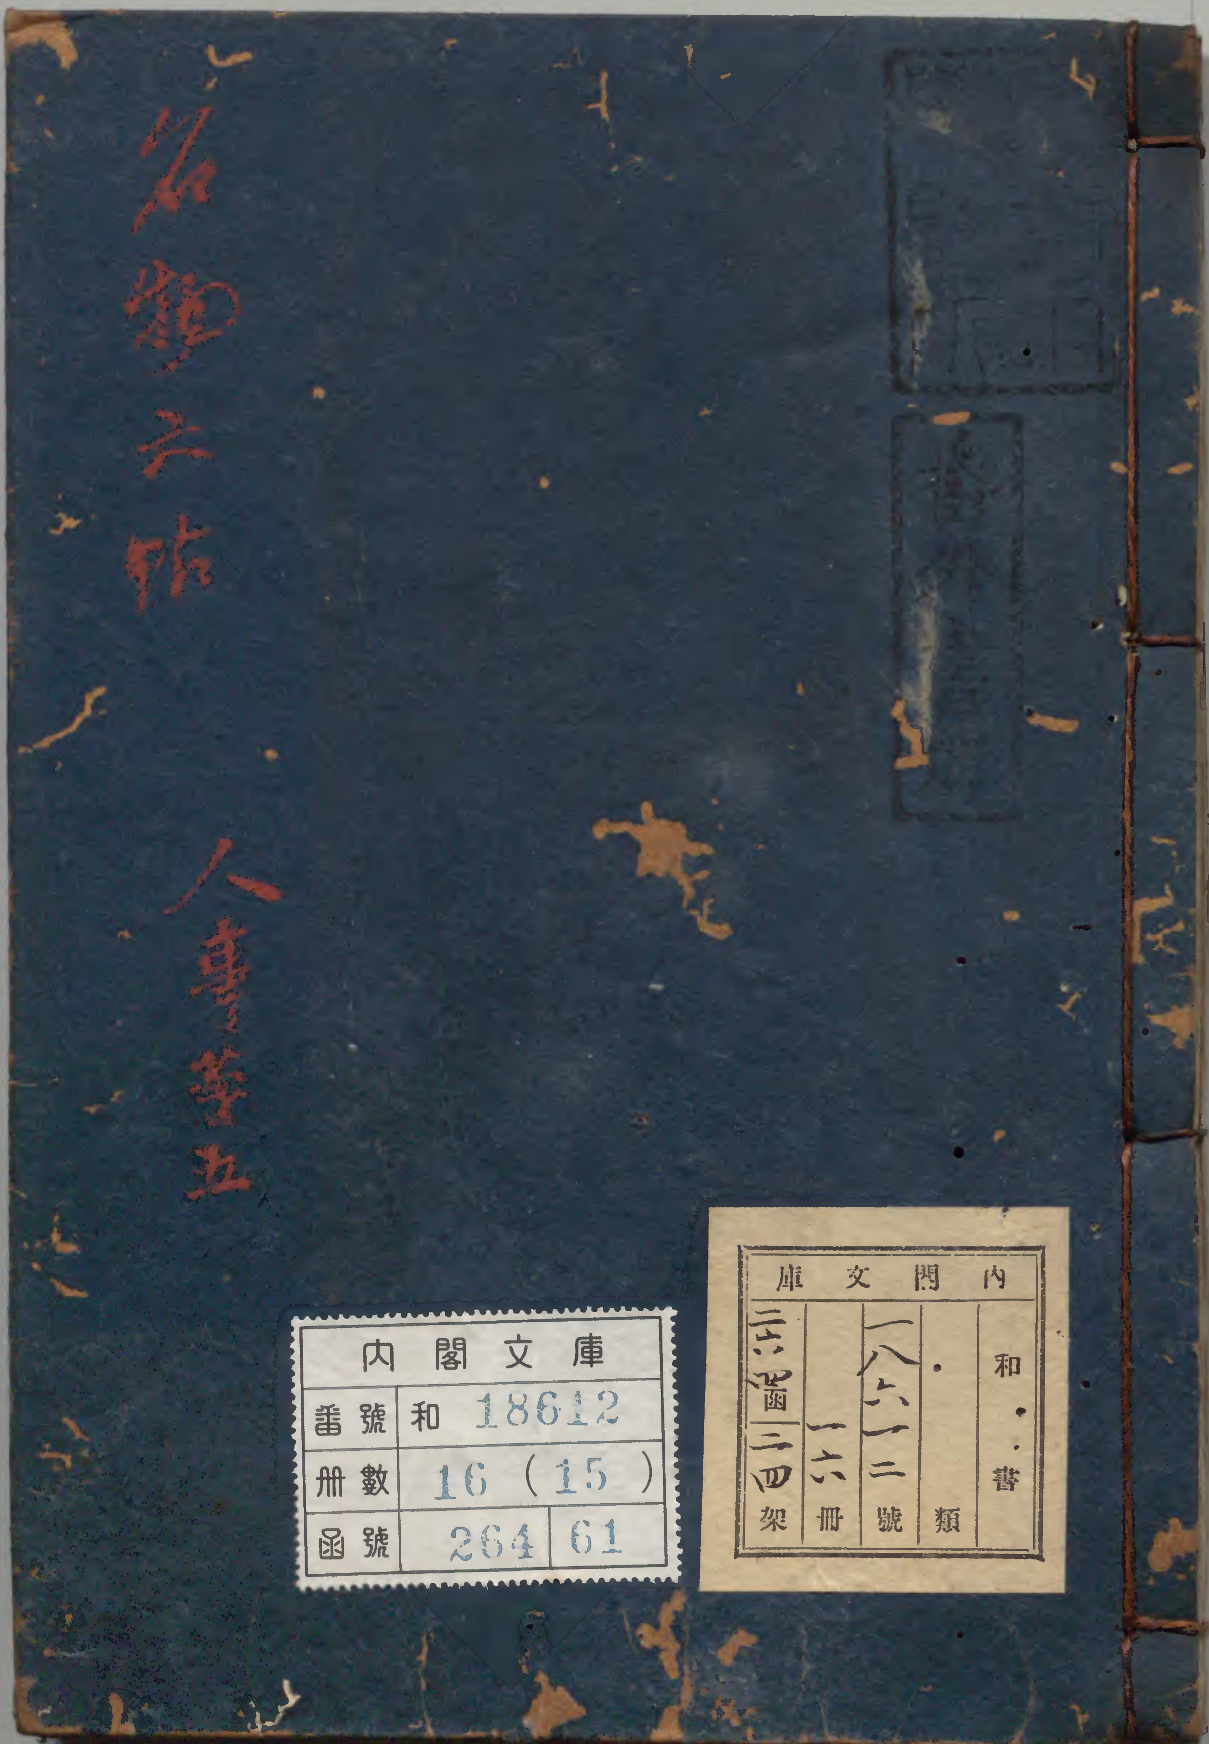 名物六帖
人事箋五
內閣文庫
和書
類
一八六一二號
一六冊
二六四函
二四架
内閣文庫
番號 和 18612
冊數 16 (15)
函號 264 61